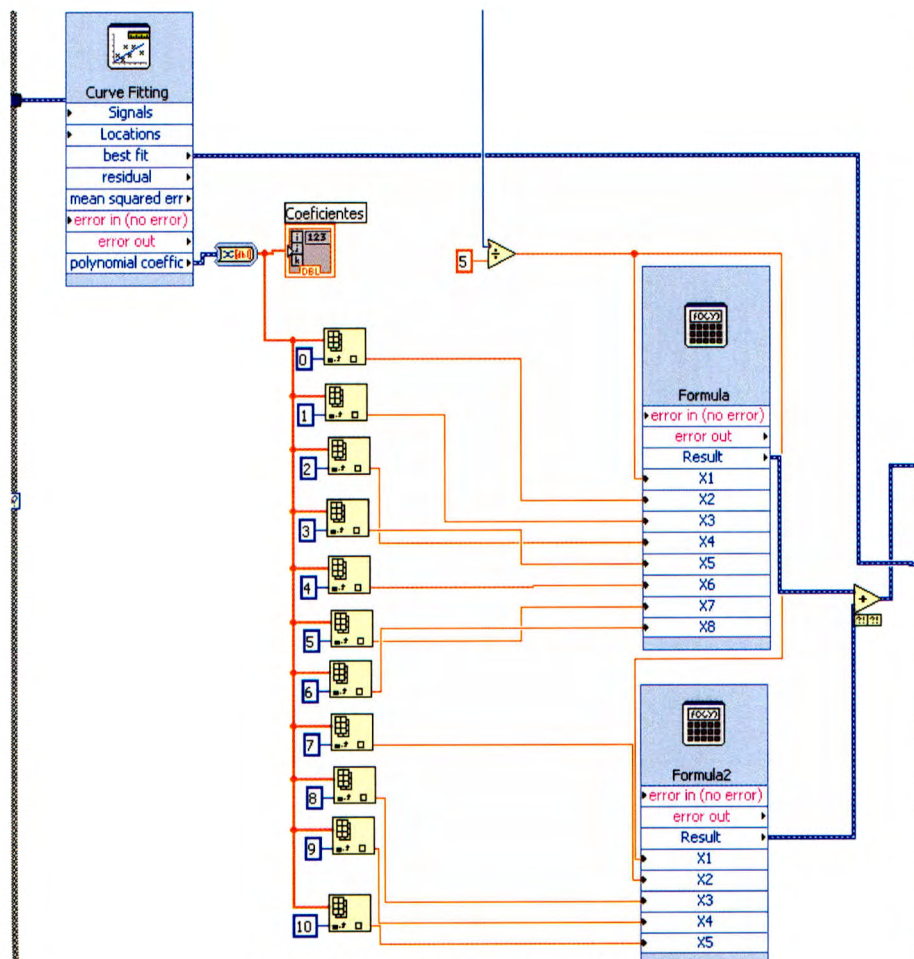 Curve Fitting
Signals
Locations
best fit
residual
mean squared err
error in (no error)
error out
polynomial coeffic
Coeficientes
i
123
j
k
DBL
5
÷
0
1
2
3
4
5
6
7
8
9
10
Formula
error in (no error)
error out
Result
X1
X2
X3
X4
X5
X6
X7
X8
+
?!
?!
Formula2
error in (no error)
error out
Result
X1
X2
X3
X4
X5